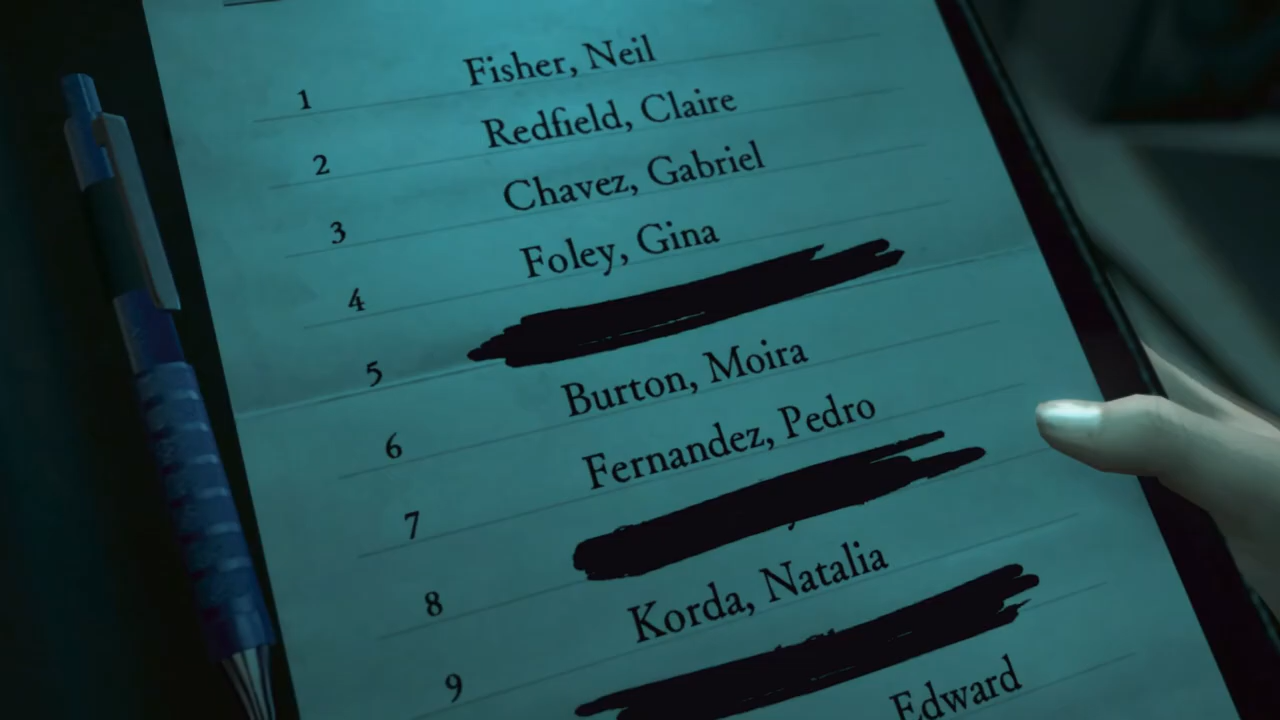 1 Fisher, Neil
2 Redfield, Claire
3 Chavez, Gabriel
4 Foley, Gina
5
6 Burton, Moira
7 Fernandez, Pedro
8
9 Korda, Natalia
Edward